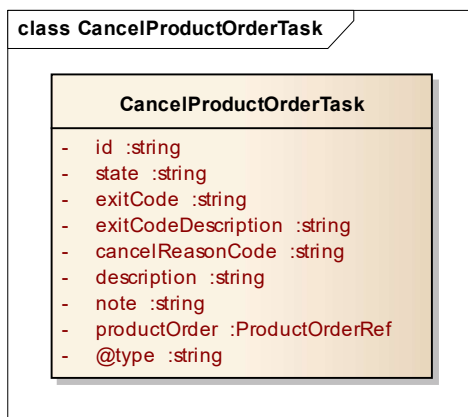 class CancelProductOrderTask
CancelProductOrderTask
- id :string
- state :string
- exitCode :string
- exitCodeDescription :string
- cancelReasonCode :string
- description :string
- note :string
- productOrder :ProductOrderRef
- @type :string